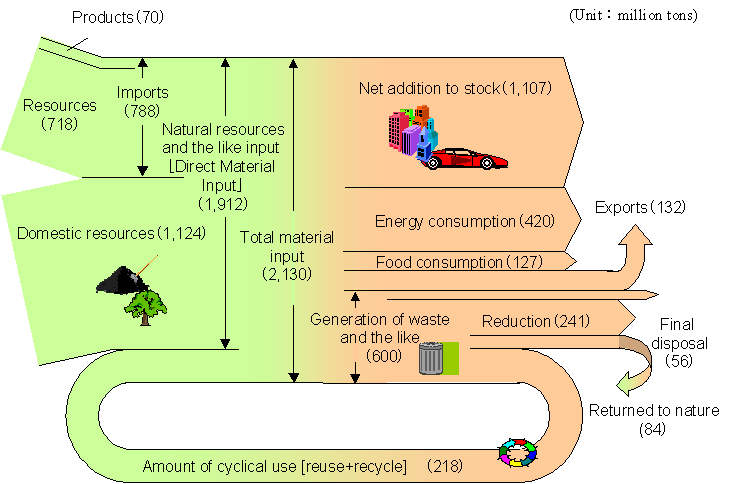 Products (70)
(Unit：million tons)
Imports
(788)
Resources
(718)
Net addition to stock (1,107)
Natural resources
and the like input
⌊Direct Material
Input⌋
(1,912)
Domestic resources (1,124)
Total material
input
(2,130)
Energy consumption (420)
Exports (132)
Food consumption (127)
Generation of waste
and the like
(600)
Reduction (241)
Final
disposal
(56)
Returned to nature
(84)
Amount of cyclical use [reuse+recycle] (218)